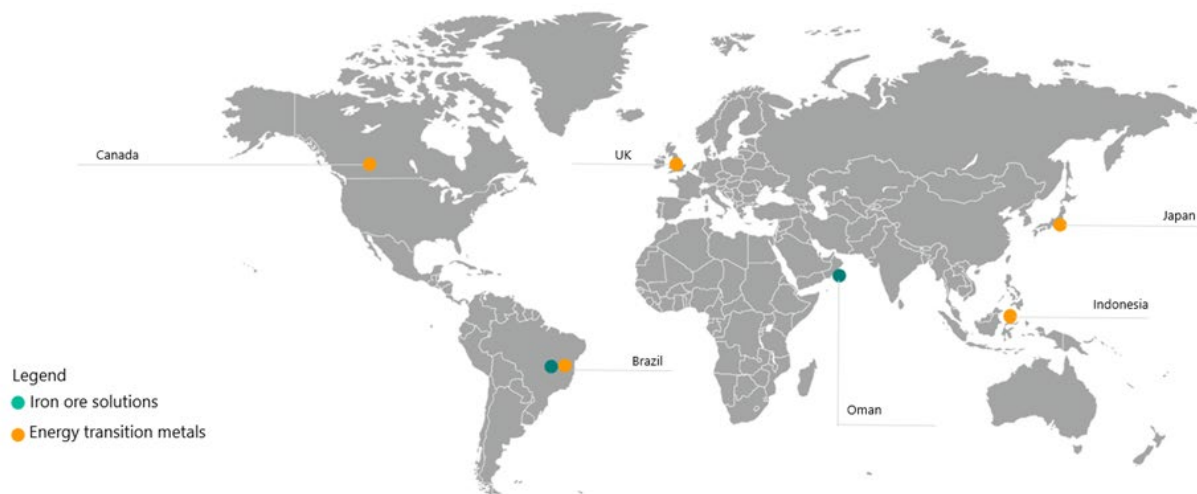 Canada
UK
Japan
Indonesia
Brazil
Oman
Legend
Iron ore solutions
Energy transition metals